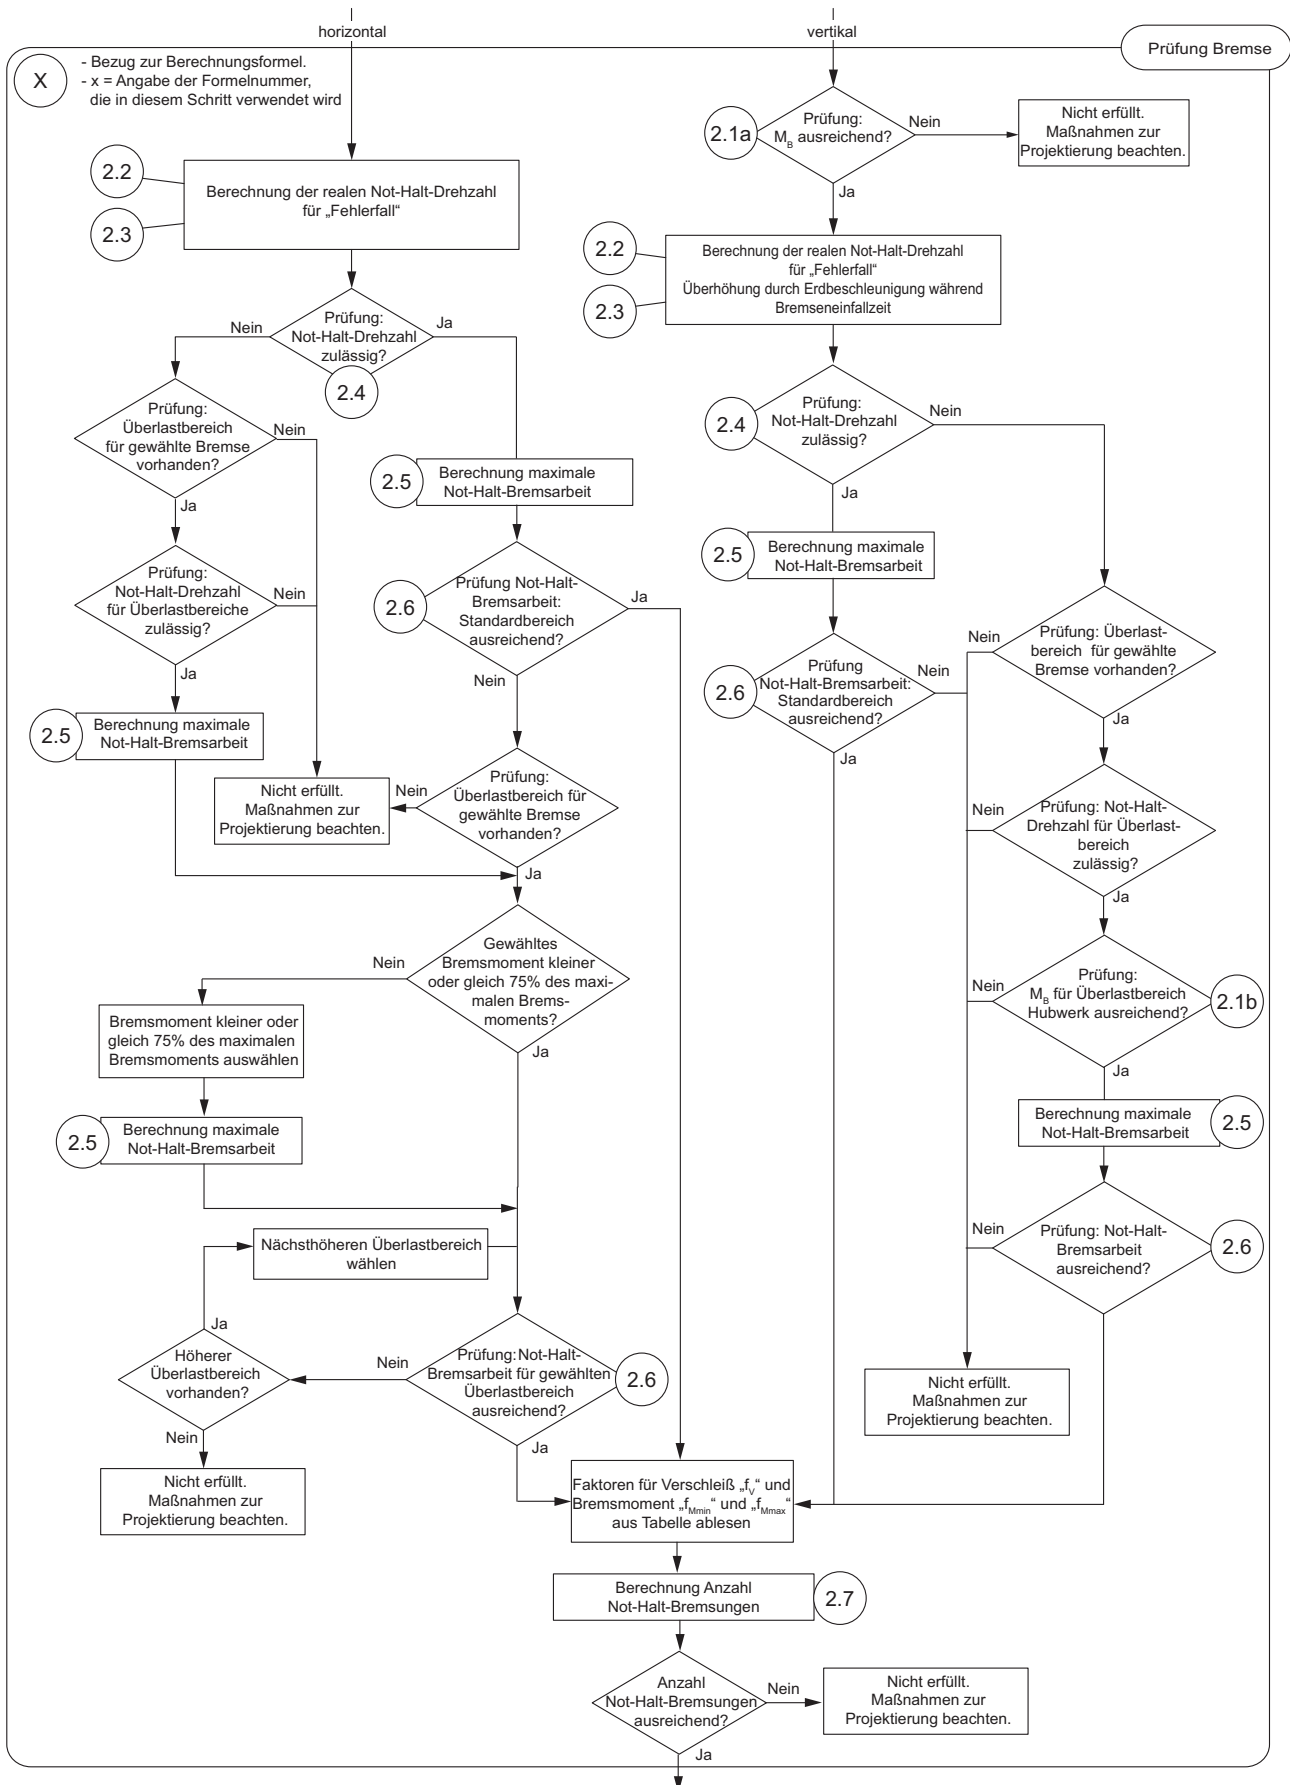 horizontal
vertikal
Prüfung Bremse
X
- Bezug zur Berechnungsformel.
- x = Angabe der Formelnummer,
die in diesem Schritt verwendet wird
2.2
2.3
Berechnung der realen Not-Halt-Drehzahl
für „Fehlerfall“
Nein
Prüfung:
Not-Halt-Drehzahl
zulässig?
Ja
2.4
Prüfung:
Überlastbereich
für gewählte Bremse
vorhanden?
Nein
Ja
Prüfung:
Not-Halt-Drehzahl
für Überlastbereiche
zulässig?
Nein
Ja
2.5
Berechnung maximale
Not-Halt-Bremsarbeit
2.5
Berechnung maximale
Not-Halt-Bremsarbeit
2.6
Prüfung Not-Halt-
Bremsarbeit:
Standardbereich
ausreichend?
Ja
Nein
Nicht erfüllt.
Maßnahmen zur
Projektierung beachten.
Nein
Prüfung:
Überlastbereich für
gewählte Bremse
vorhanden?
Ja
Nein
Gewähltes
Bremsmoment kleiner
oder gleich 75% des maxi-
malen Brems-
moments?
Ja
Bremsmoment kleiner oder
gleich 75% des maximalen
Bremsmoments auswählen
2.5
Berechnung maximale
Not-Halt-Bremsarbeit
Nächsthöheren Überlastbereich
wählen
Ja
Höherer
Überlastbereich
vorhanden?
Nein
Prüfung:Not-Halt-
Bremsarbeit für gewählten
Überlastbereich
ausreichend?
2.6
Nein
Ja
Nicht erfüllt.
Maßnahmen zur
Projektierung beachten.
2.1a
Prüfung:
MB ausreichend?
Nein
Nicht erfüllt.
Maßnahmen zur
Projektierung beachten.
Ja
2.2
2.3
Berechnung der realen Not-Halt-Drehzahl
für „Fehlerfall“
Überhöhung durch Erdbeschleunigung während
Bremseneinfallzeit
2.4
Prüfung:
Not-Halt-Drehzahl
zulässig?
Nein
Ja
2.5
Berechnung maximale
Not-Halt-Bremsarbeit
2.6
Prüfung
Not-Halt-Bremsarbeit:
Standardbereich
ausreichend?
Nein
Ja
Nein
Prüfung: Überlast-
bereich für gewählte
Bremse vorhanden?
Ja
Nein
Prüfung: Not-Halt-
Drehzahl für Überlast-
bereich
zulässig?
Ja
Nein
Prüfung:
MB für Überlastbereich
Hubwerk ausreichend?
2.1b
Ja
Berechnung maximale
Not-Halt-Bremsarbeit
2.5
Nein
Prüfung: Not-Halt-
Bremsarbeit
ausreichend?
2.6
Nicht erfüllt.
Maßnahmen zur
Projektierung beachten.
Faktoren für Verschleiß „fV“ und
Bremsmoment „fMmin“ und „fMmax“
aus Tabelle ablesen
Berechnung Anzahl
Not-Halt-Bremsungen
2.7
Anzahl
Not-Halt-Bremsungen
ausreichend?
Nein
Nicht erfüllt.
Maßnahmen zur
Projektierung beachten.
Ja